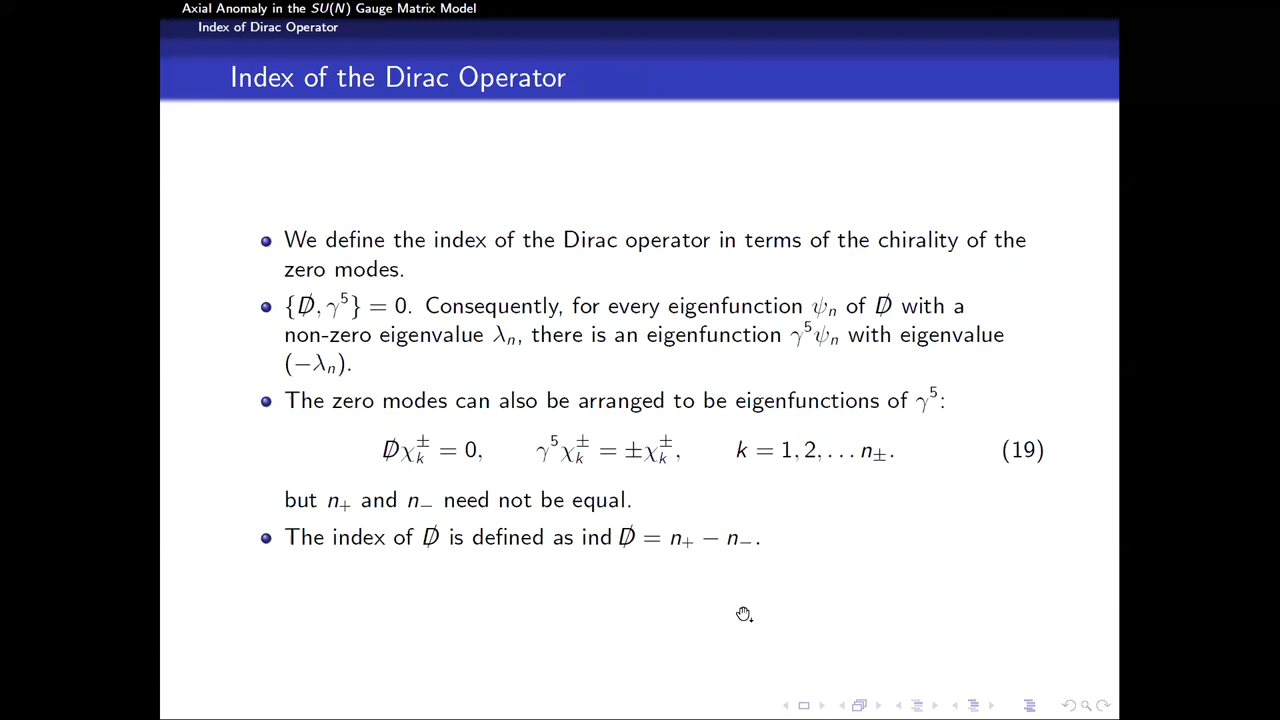 Axial Anomaly in the SU(N) Gauge Matrix Model
Index of Dirac Operator
Index of the Dirac Operator
We define the index of the Dirac operator in terms of the chirality of the
zero modes.
{D̸, γ⁵} = 0. Consequently, for every eigenfunction ψₙ of D̸ with a
non-zero eigenvalue λₙ, there is an eigenfunction γ⁵ψₙ with eigenvalue
(−λₙ).
The zero modes can also be arranged to be eigenfunctions of γ⁵:
D̸χₖ^± = 0, γ⁵χₖ^± = ±χₖ^±, k = 1, 2, . . . n_±. (19)
but n₊ and n₋ need not be equal.
The index of D̸ is defined as ind D̸ = n₊ − n₋.